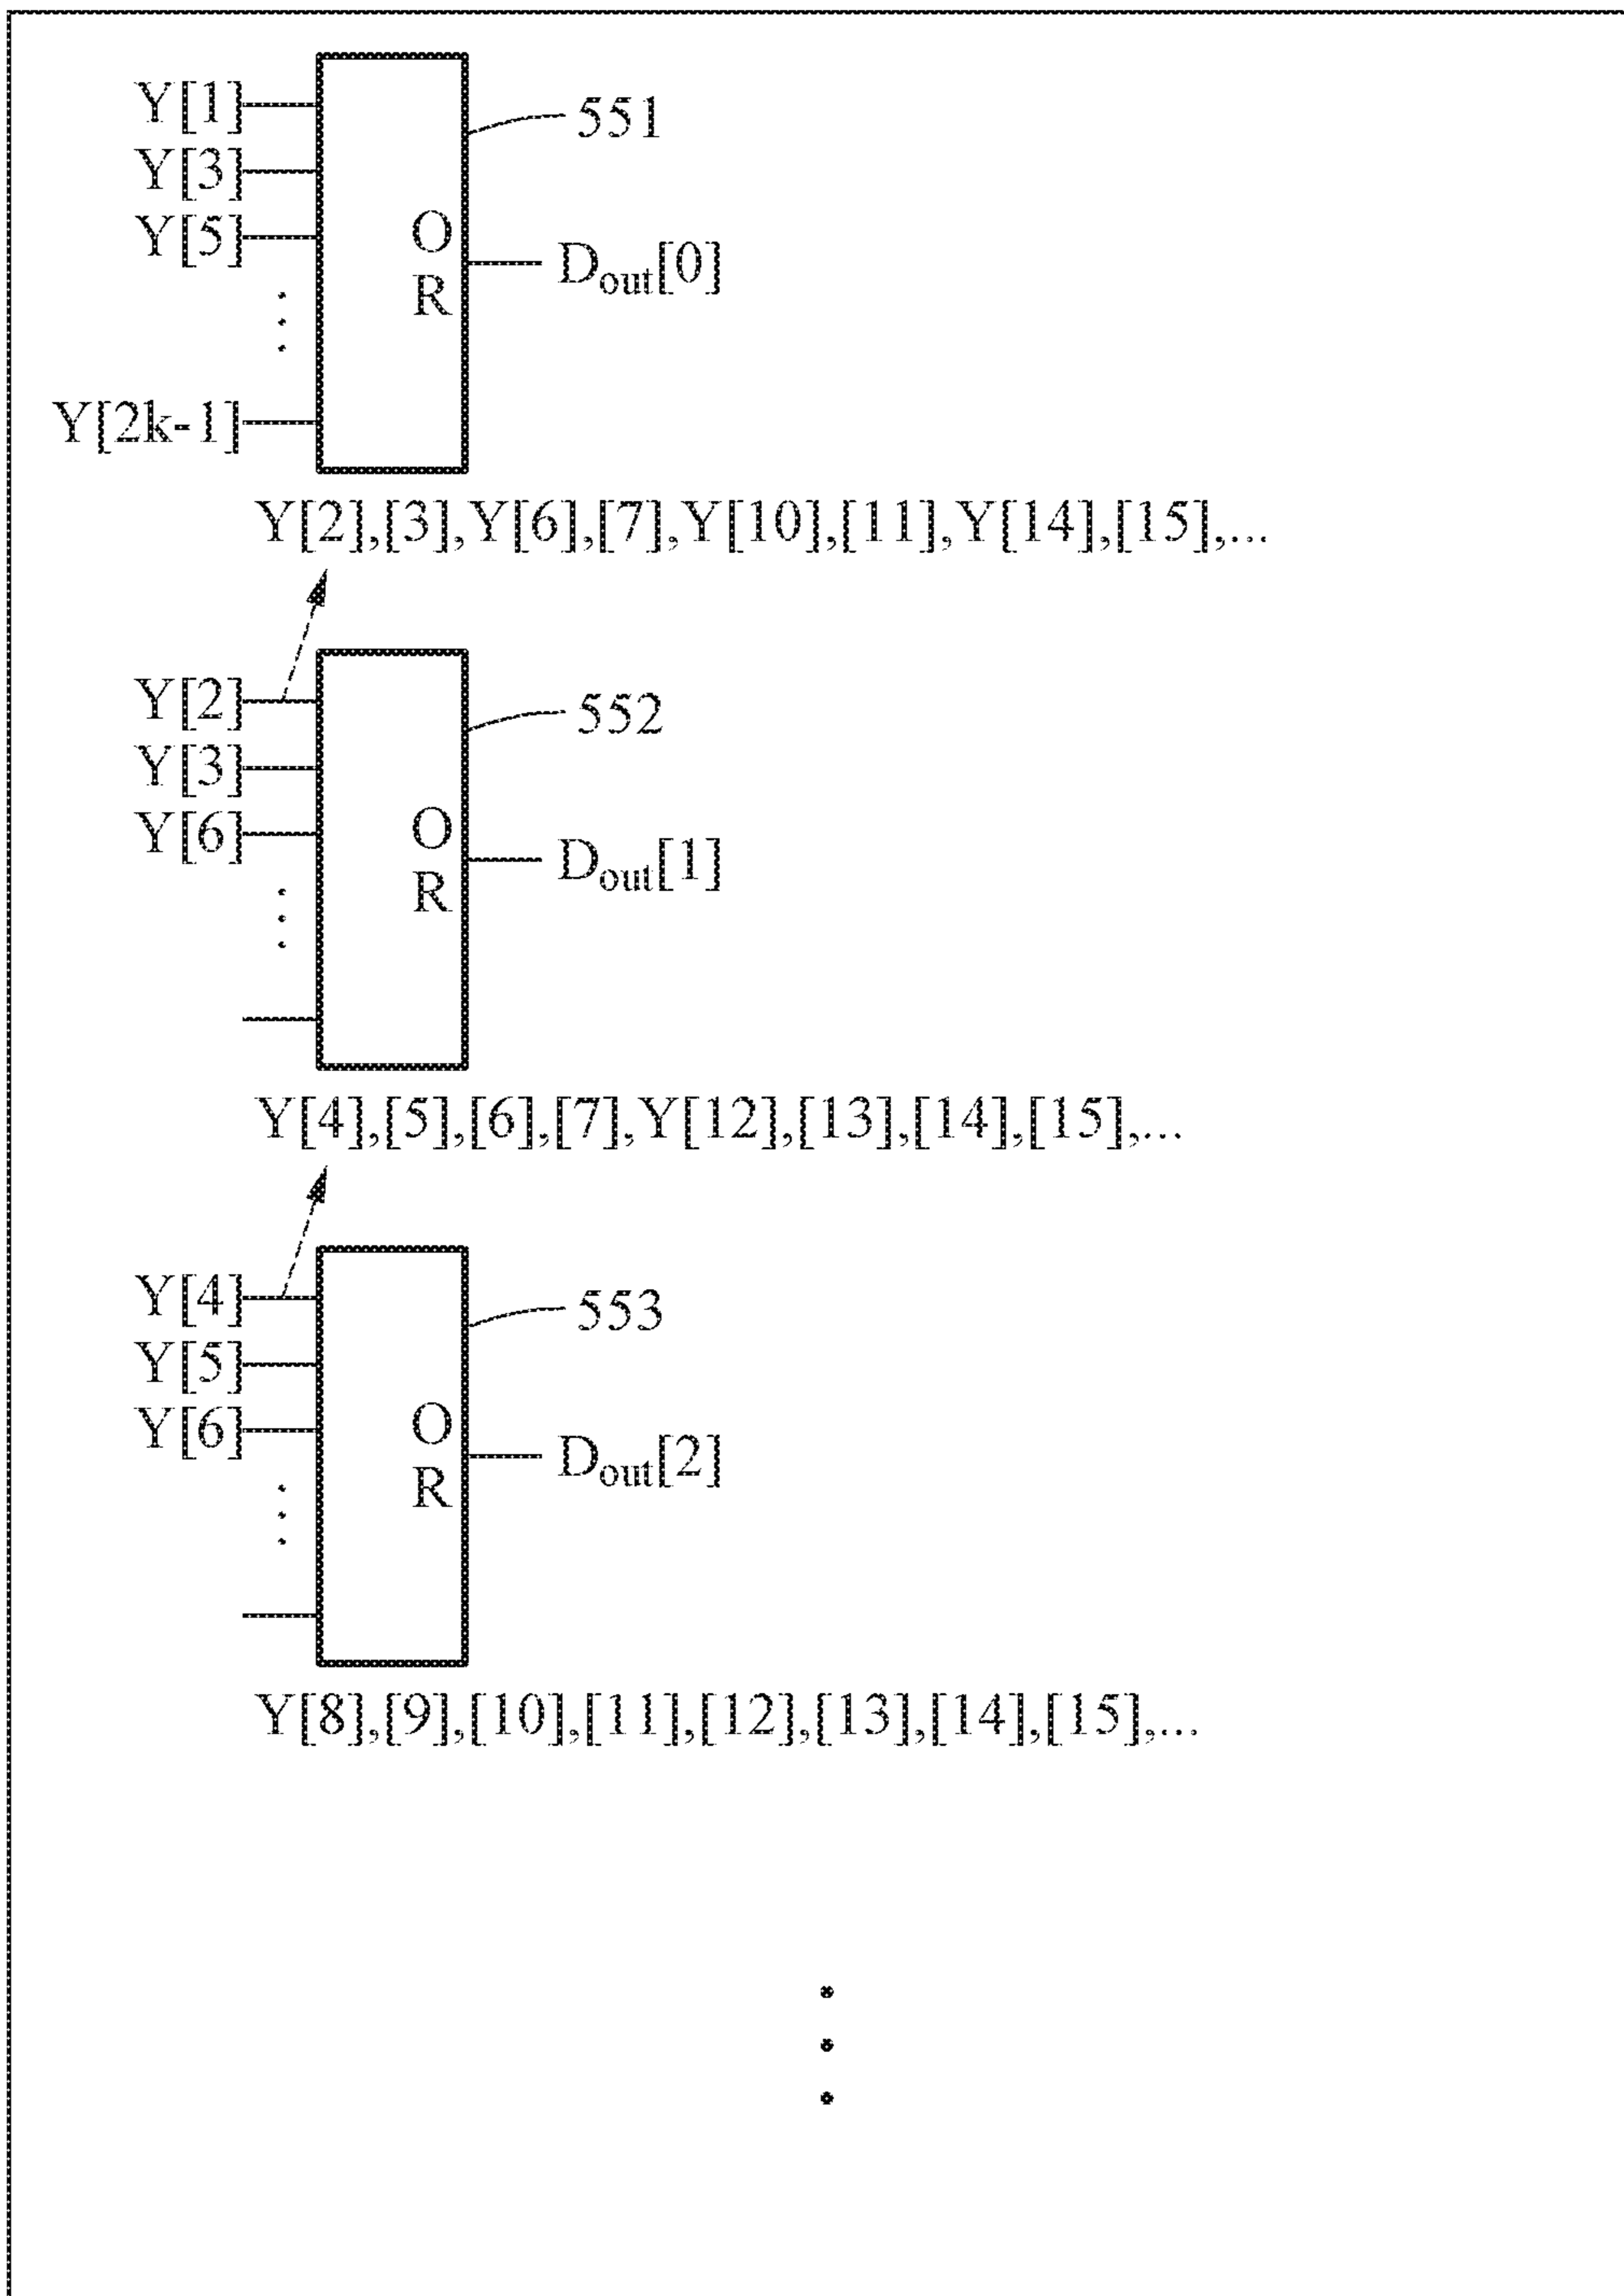 Y[1]
551
Y[3]
Y[5]
O
R
Dout[0]
Y[2k-1]
Y[2],[3],Y[6],[7],Y[10],[11],Y[14],[15],...
Y[2]
552
Y[3]
Y[6]
O
R
Dout[1]
Y[4],[5],[6],[7],Y[12],[13],[14],[15],...
Y[4]
553
Y[5]
Y[6]
O
R
Dout[2]
Y[8],[9],[10],[11],[12],[13],[14],[15],...